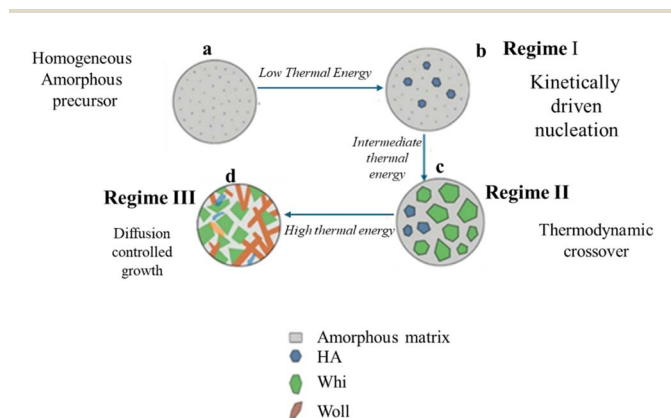 Homogeneous
Amorphous
precursor
a
Low Thermal Energy
b
Regime I
Kinetically
driven
nucleation
Intermediate
thermal
energy
c
Regime II
Thermodynamic
crossover
High thermal energy
d
Regime III
Diffusion
controlled
growth
Amorphous matrix
HA
Whi
Woll